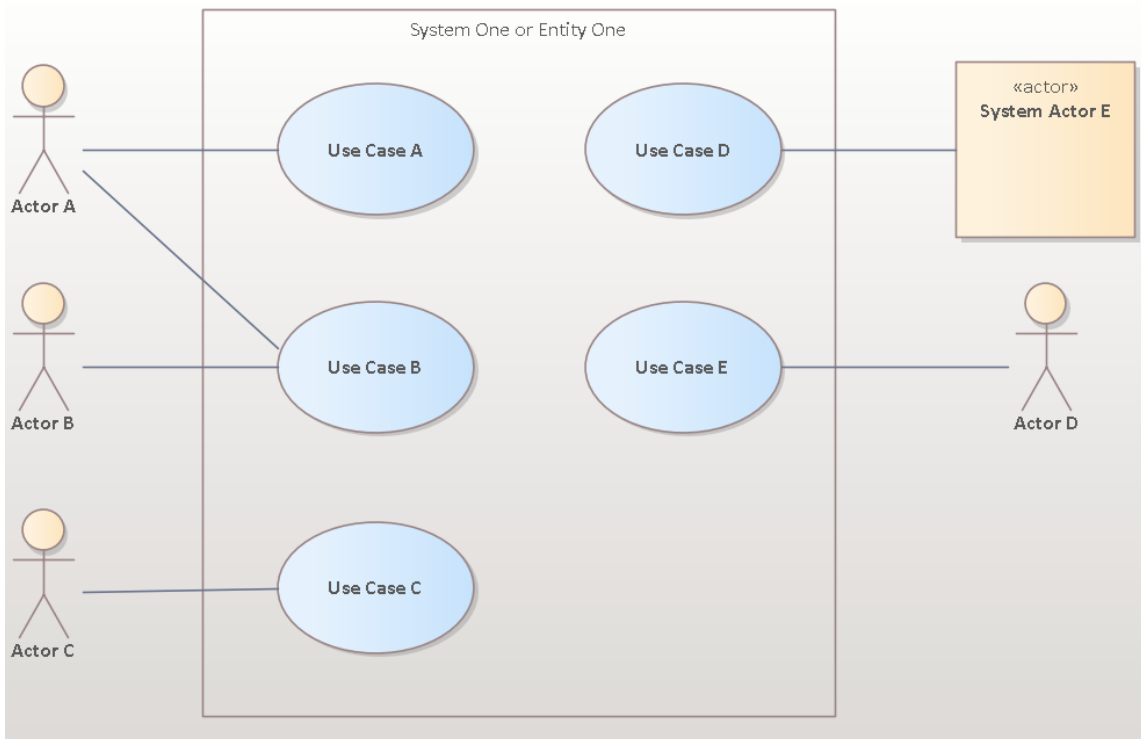 System One or Entity One
«actor»
System Actor E
Use Case A
Use Case D
Actor A
Use Case B
Use Case E
Actor B
Actor D
Use Case C
Actor C